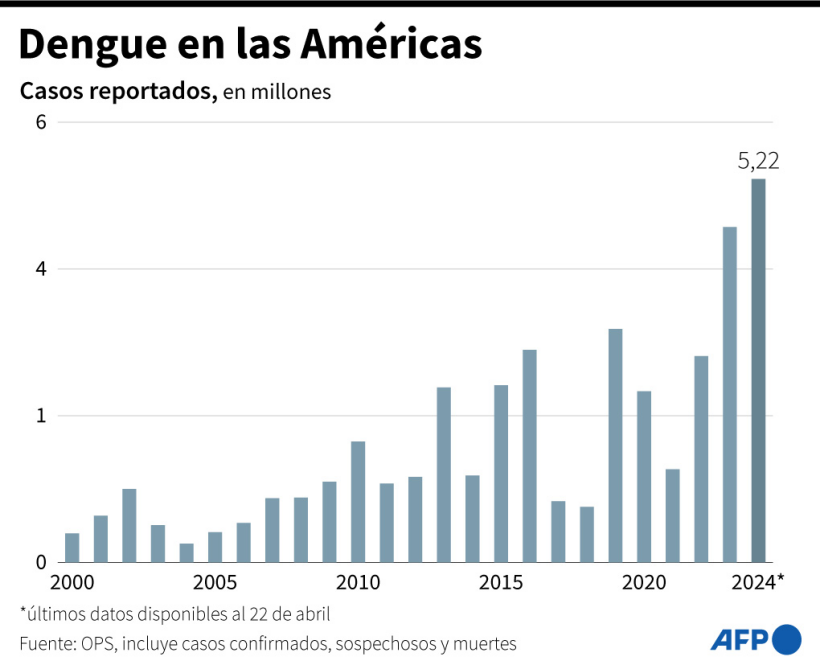 Dengue en las Américas
Casos reportados, en millones
6
5,22
4
1
0
2000 2005 2010 2015 2020 2024*
*últimos datos disponibles al 22 de abril
Fuente: OPS, incluye casos confirmados, sospechosos y muertes
AFP